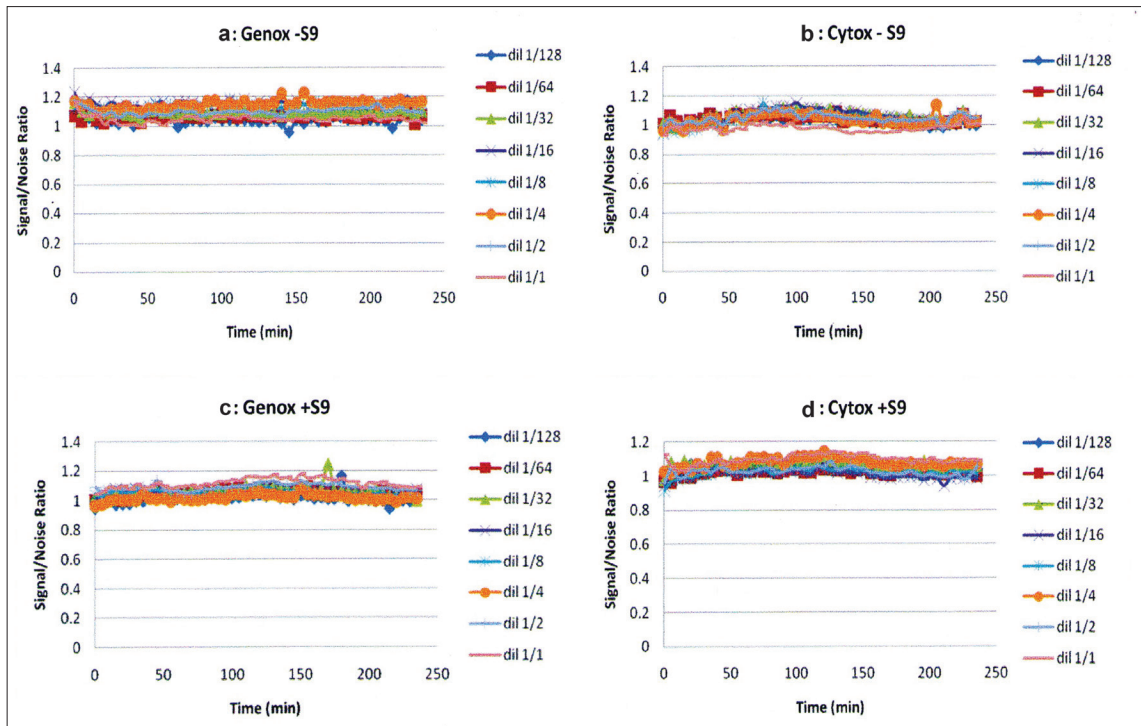 a: Genox -S9
Signal/Noise Ratio
1.4
1.2
1
0.8
0.6
0.4
0.2
0
0 50 100 150 200 250
Time (min)
dil 1/128
dil 1/64
dil 1/32
dil 1/16
dil 1/8
dil 1/4
dil 1/2
dil 1/1
b: Cytox - S9
Signal/Noise Ratio
1.4
1.2
1
0.8
0.6
0.4
0.2
0
0 50 100 150 200 250
Time (min)
dil 1/128
dil 1/64
dil 1/32
dil 1/16
dil 1/8
dil 1/4
dil 1/2
dil 1/1
c: Genox +S9
Signal/Noise Ratio
1.4
1.2
1
0.8
0.6
0.4
0.2
0
0 50 100 150 200 250
Time (min)
dil 1/128
dil 1/64
dil 1/32
dil 1/16
dil 1/8
dil 1/4
dil 1/2
dil 1/1
d: Cytox +S9
Signal/Noise Ratio
1.2
1
0.8
0.6
0.4
0.2
0
0 50 100 150 200 250
Time (min)
dil 1/128
dil 1/64
dil 1/32
dil 1/16
dil 1/8
dil 1/4
dil 1/2
dil 1/1